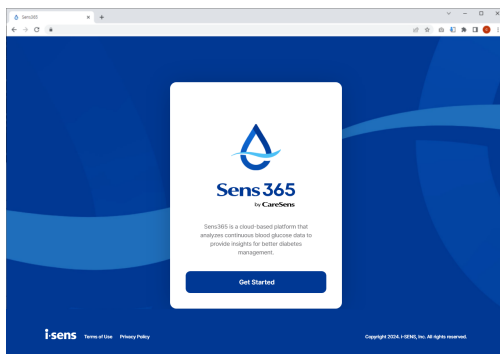 Sens365
Sens 365
by CareSens
Sens365 is a cloud-based platform that
analyzes continuous blood glucose data to
provide insights for better diabetes
management.
Get Started
i-sens Terms of Use Privacy Policy
Copyright 2024. i-SENS, Inc. All rights reserved.